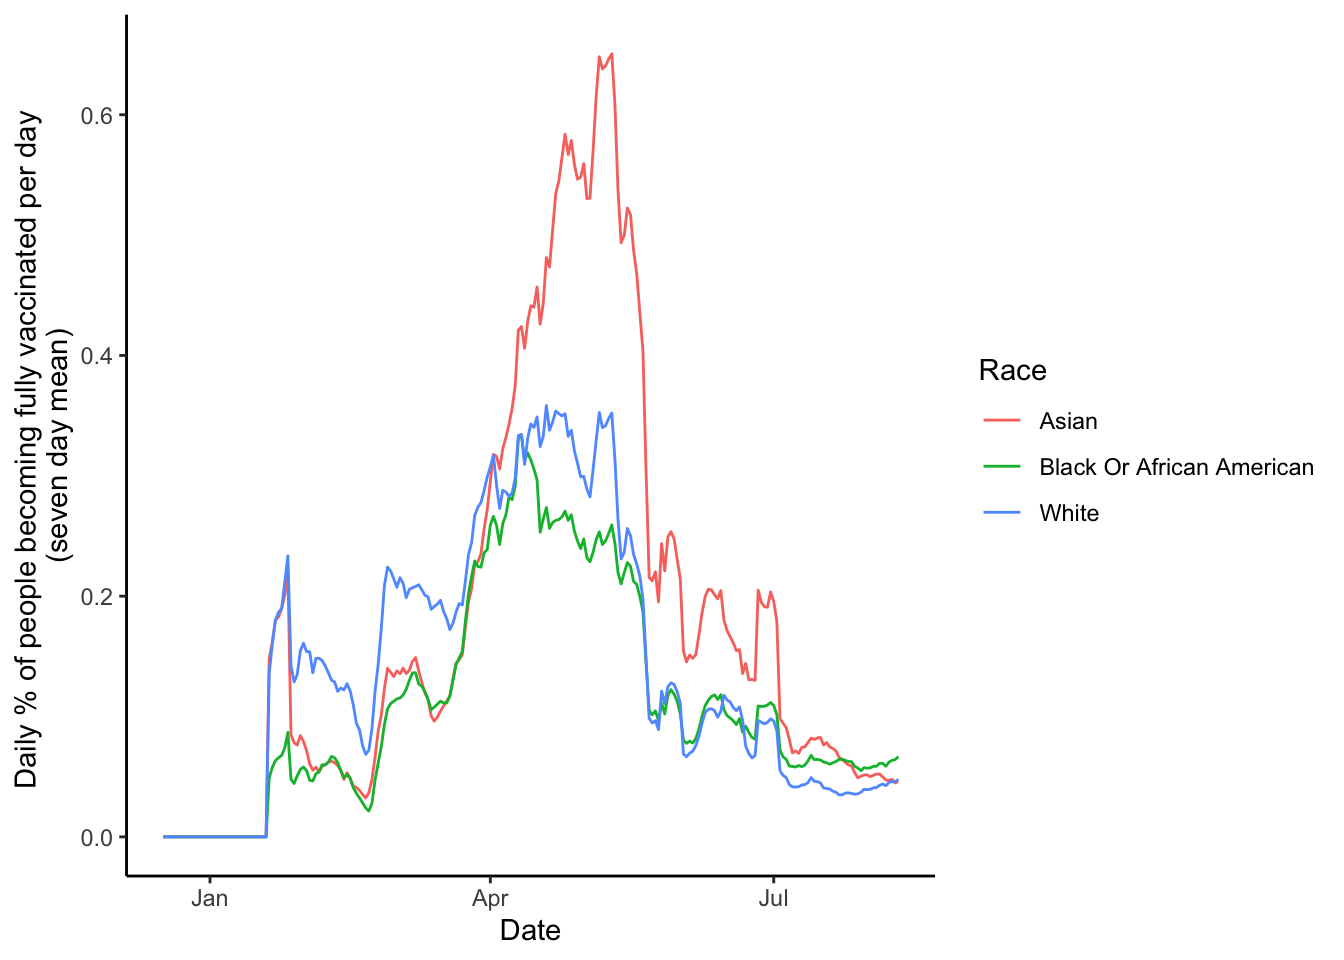 Daily % of people becoming fully vaccinated per day
(seven day mean)
0.6
0.4
0.2
0.0
Jan
Apr
Jul
Date
Race
Asian
Black Or African American
White